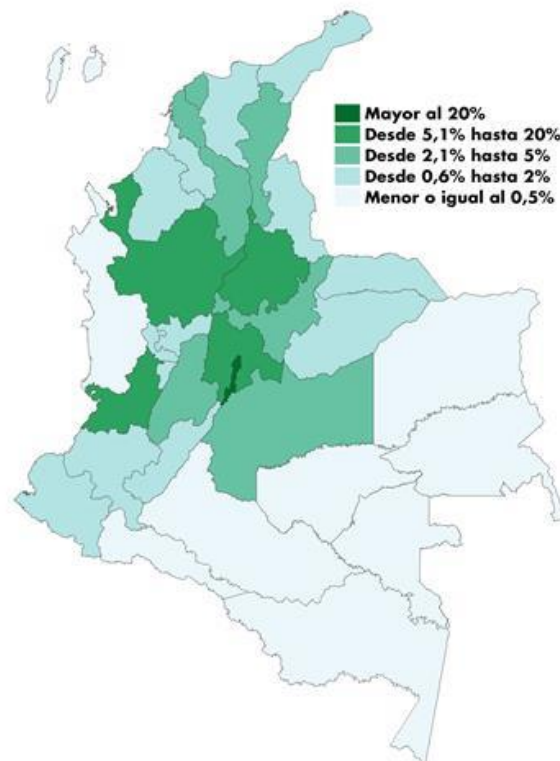 Mayor al 20%
Desde 5,1% hasta 20%
Desde 2,1% hasta 5%
Desde 0,6% hasta 2%
Menor o igual al 0,5%